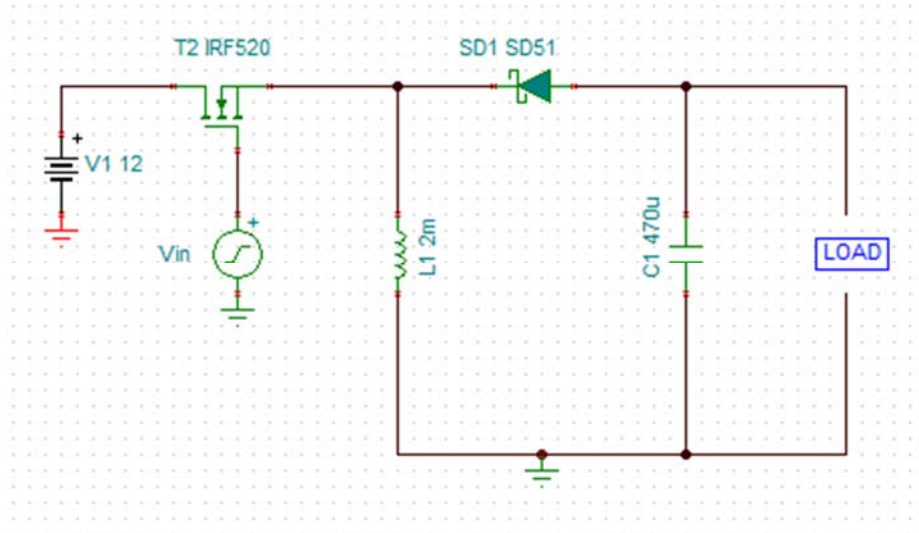 T2 IRF520
SD1 SD51
+
V1 12
+
Vin
L1 2m
C1 470u
LOAD